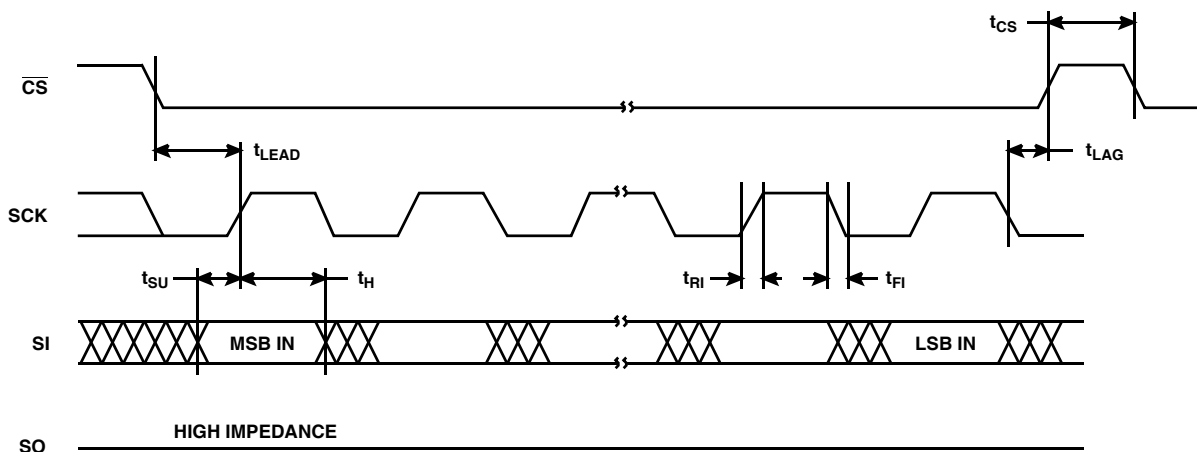 tCS
CS
tLEAD
tLAG
SCK
tSU
tH
tRI
tFI
SI
MSB IN
LSB IN
HIGH IMPEDANCE
SO